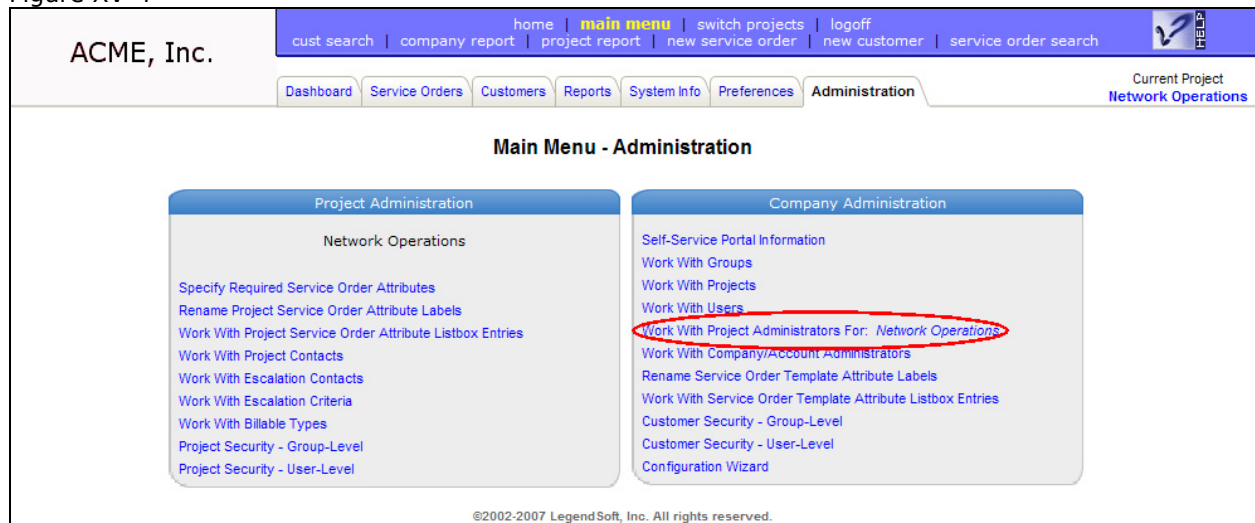 ACME, Inc.
home | main menu | switch projects | logoff
cust search | company report | project report | new service order | new customer | service order search
HELP
Dashboard Service Orders Customers Reports System Info Preferences Administration
Current Project
Network Operations
Main Menu - Administration
Project Administration
Network Operations
Specify Required Service Order Attributes
Rename Project Service Order Attribute Labels
Work With Project Service Order Attribute Listbox Entries
Work With Project Contacts
Work With Escalation Contacts
Work With Escalation Criteria
Work With Billable Types
Project Security - Group-Level
Project Security - User-Level
Company Administration
Self-Service Portal Information
Work With Groups
Work With Projects
Work With Users
Work With Project Administrators For: Network Operations
Work With Company/Account Administrators
Rename Service Order Template Attribute Labels
Work With Service Order Template Attribute Listbox Entries
Customer Security - Group-Level
Customer Security - User-Level
Configuration Wizard
©2002-2007 LegendSoft, Inc. All rights reserved.